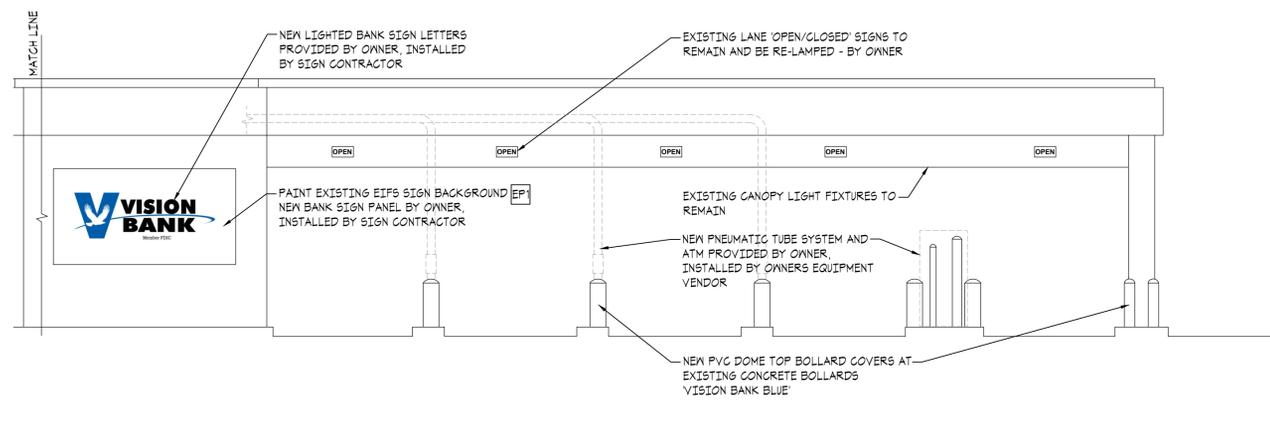 MATCH LINE
NEW LIGHTED BANK SIGN LETTERS
PROVIDED BY OWNER, INSTALLED
BY SIGN CONTRACTOR
EXISTING LANE 'OPEN/CLOSED' SIGNS TO
REMAIN AND BE RE-LAMPED - BY OWNER
OPEN
OPEN
OPEN
OPEN
OPEN
VISION
BANK
Member FDIC
PAINT EXISTING EIFS SIGN BACKGROUND EP1
NEW BANK SIGN PANEL BY OWNER,
INSTALLED BY SIGN CONTRACTOR
EXISTING CANOPY LIGHT FIXTURES TO
REMAIN
NEW PNEUMATIC TUBE SYSTEM AND
ATM PROVIDED BY OWNER,
INSTALLED BY OWNERS EQUIPMENT
VENDOR
NEW PVC DOME TOP BOLLARD COVERS AT
EXISTING CONCRETE BOLLARDS
'VISION BANK BLUE'